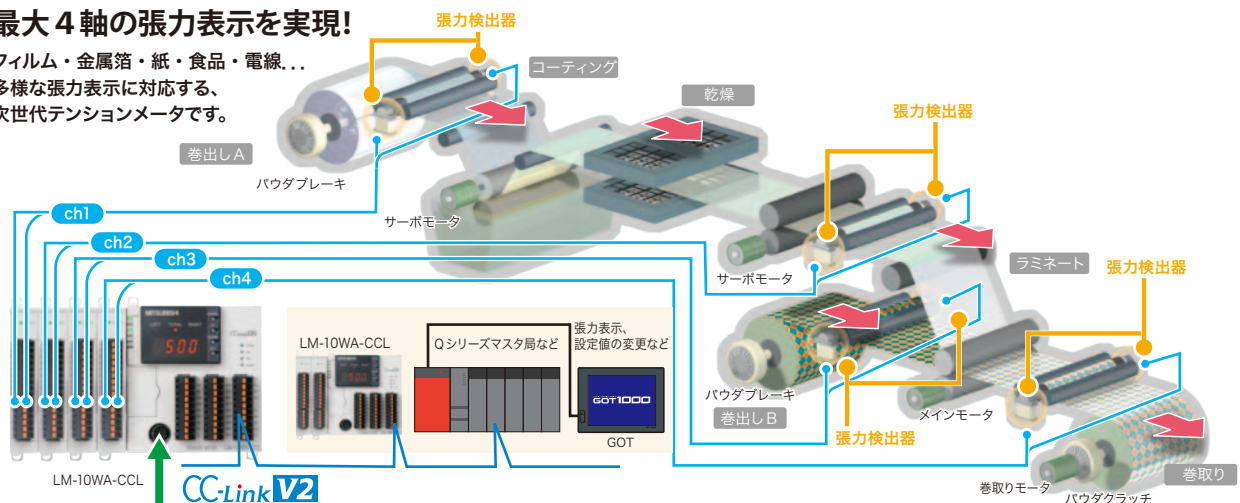 最大4軸の張力表示を実現!
フィルム・金属箔・紙・食品・電線...
多様な張力表示に対応する、
次世代テンションメータです。
張力検出器
コーティング
乾燥
張力検出器
巻出しA
パウダブレーキ
サーボモータ
ch1
ch2
ch3
ch4
サーボモータ
ラミネート
張力検出器
MITSUBISHI
LEFT TOTAL RIGHT
500
CC-Link
LM-10WA-CCL
Qシリーズマスタ局など
張力表示、
設定値の変更など
GOT1000
GOT
パウダブレーキ
巻出しB
張力検出器
メインモータ
LM-10WA-CCL
CC-Link V2
巻取りモータ
パウダクラッチ
巻取り